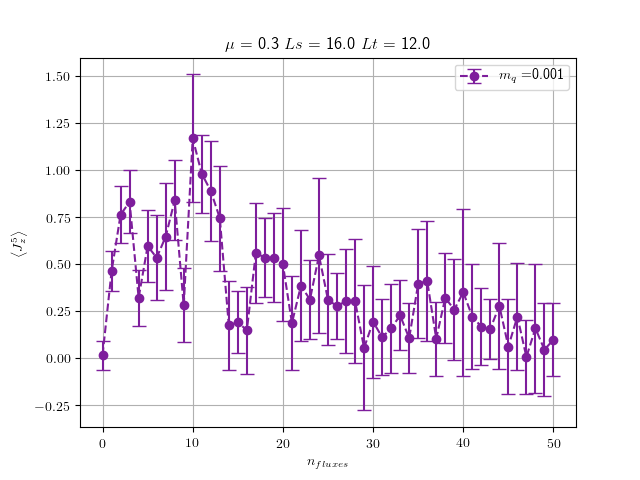 μ = 0.3 Ls = 16.0 Lt = 12.0
m_q =0.001
1.50
1.25
1.00
0.75
0.50
0.25
0.00
−0.25
⟨J_z^5⟩
0 10 20 30 40 50
n_fluxes